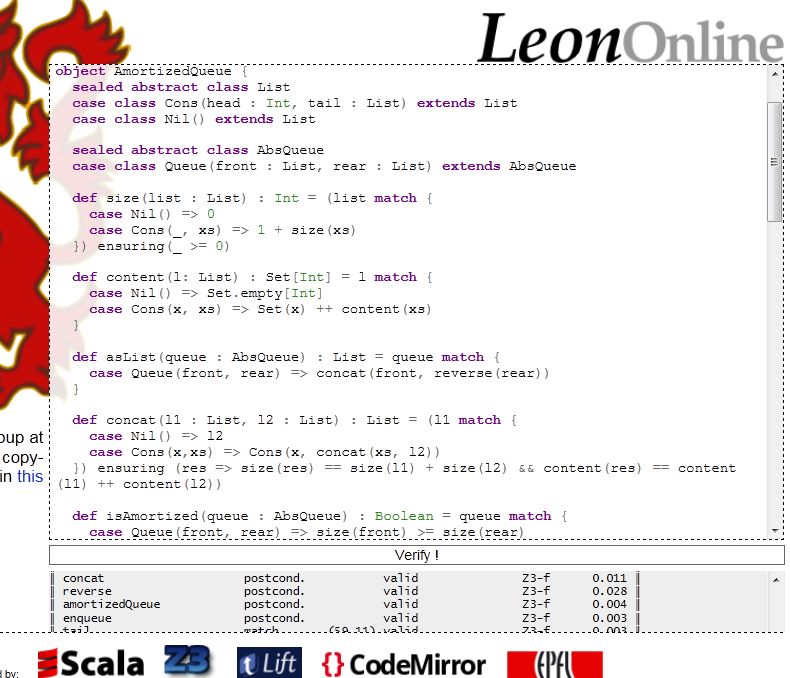 LeonOnline
object AmortizedQueue {
sealed abstract class List
case class Cons(head : Int, tail : List) extends List
case class Nil() extends List
sealed abstract class AbsQueue
case class Queue(front : List, rear : List) extends AbsQueue
def size(list : List) : Int = (list match {
case Nil() => 0
case Cons(_, xs) => 1 + size(xs)
}) ensuring(_ >= 0)
def content(l: List) : Set[Int] = l match {
case Nil() => Set.empty[Int]
case Cons(x, xs) => Set(x) ++ content(xs)
}
def asList(queue : AbsQueue) : List = queue match {
case Queue(front, rear) => concat(front, reverse(rear))
}
def concat(l1 : List, l2 : List) : List = (l1 match {
case Nil() => l2
case Cons(x,xs) => Cons(x, concat(xs, l2))
}) ensuring (res => size(res) == size(l1) + size(l2) && content(res) == content
(l1) ++ content(l2))
def isAmortized(queue : AbsQueue) : Boolean = queue match {
case Queue(front, rear) => size(front) >= size(rear)
oup at
copy-
in this
Verify !
concat postcond. valid Z3-f 0.011
reverse postcond. valid Z3-f 0.028
amortizedQueue postcond. valid Z3-f 0.004
enqueue postcond. valid Z3-f 0.003
tail match. (59,11) valid Z3-f 0.003
d by: Scala Z3 Lift {} CodeMirror EPFL